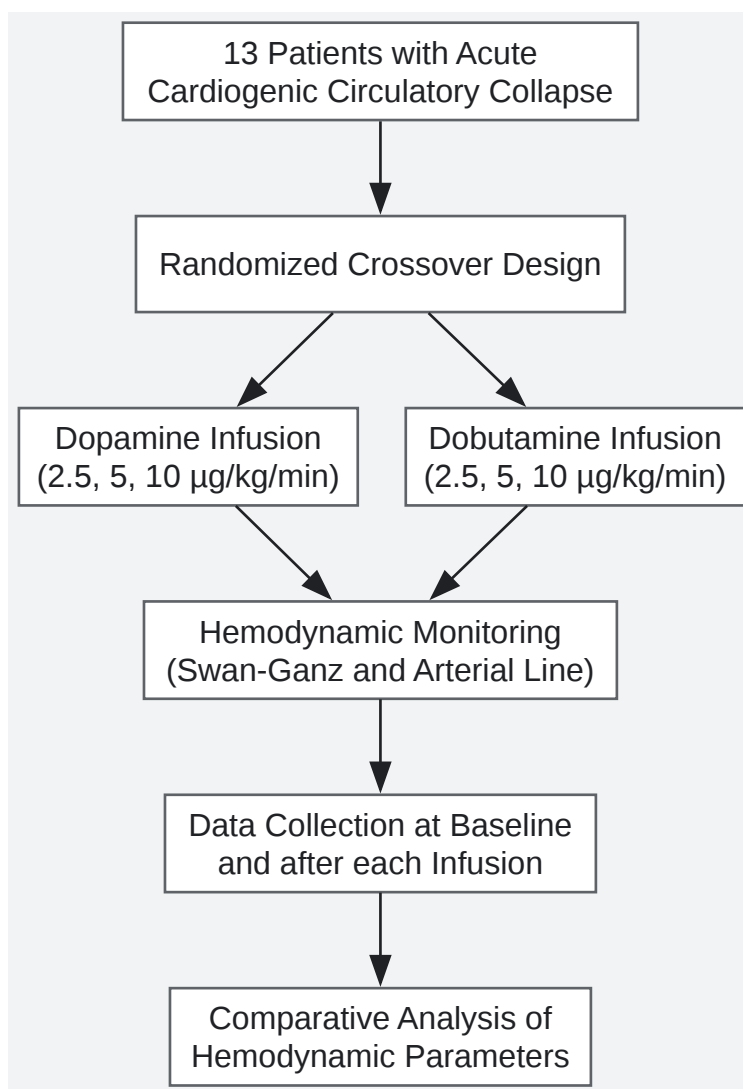 13 Patients with Acute
Cardiogenic Circulatory Collapse
Randomized Crossover Design
Dopamine Infusion
(2.5, 5, 10 µg/kg/min)
Dobutamine Infusion
(2.5, 5, 10 µg/kg/min)
Hemodynamic Monitoring
(Swan-Ganz and Arterial Line)
Data Collection at Baseline
and after each Infusion
Comparative Analysis of
Hemodynamic Parameters